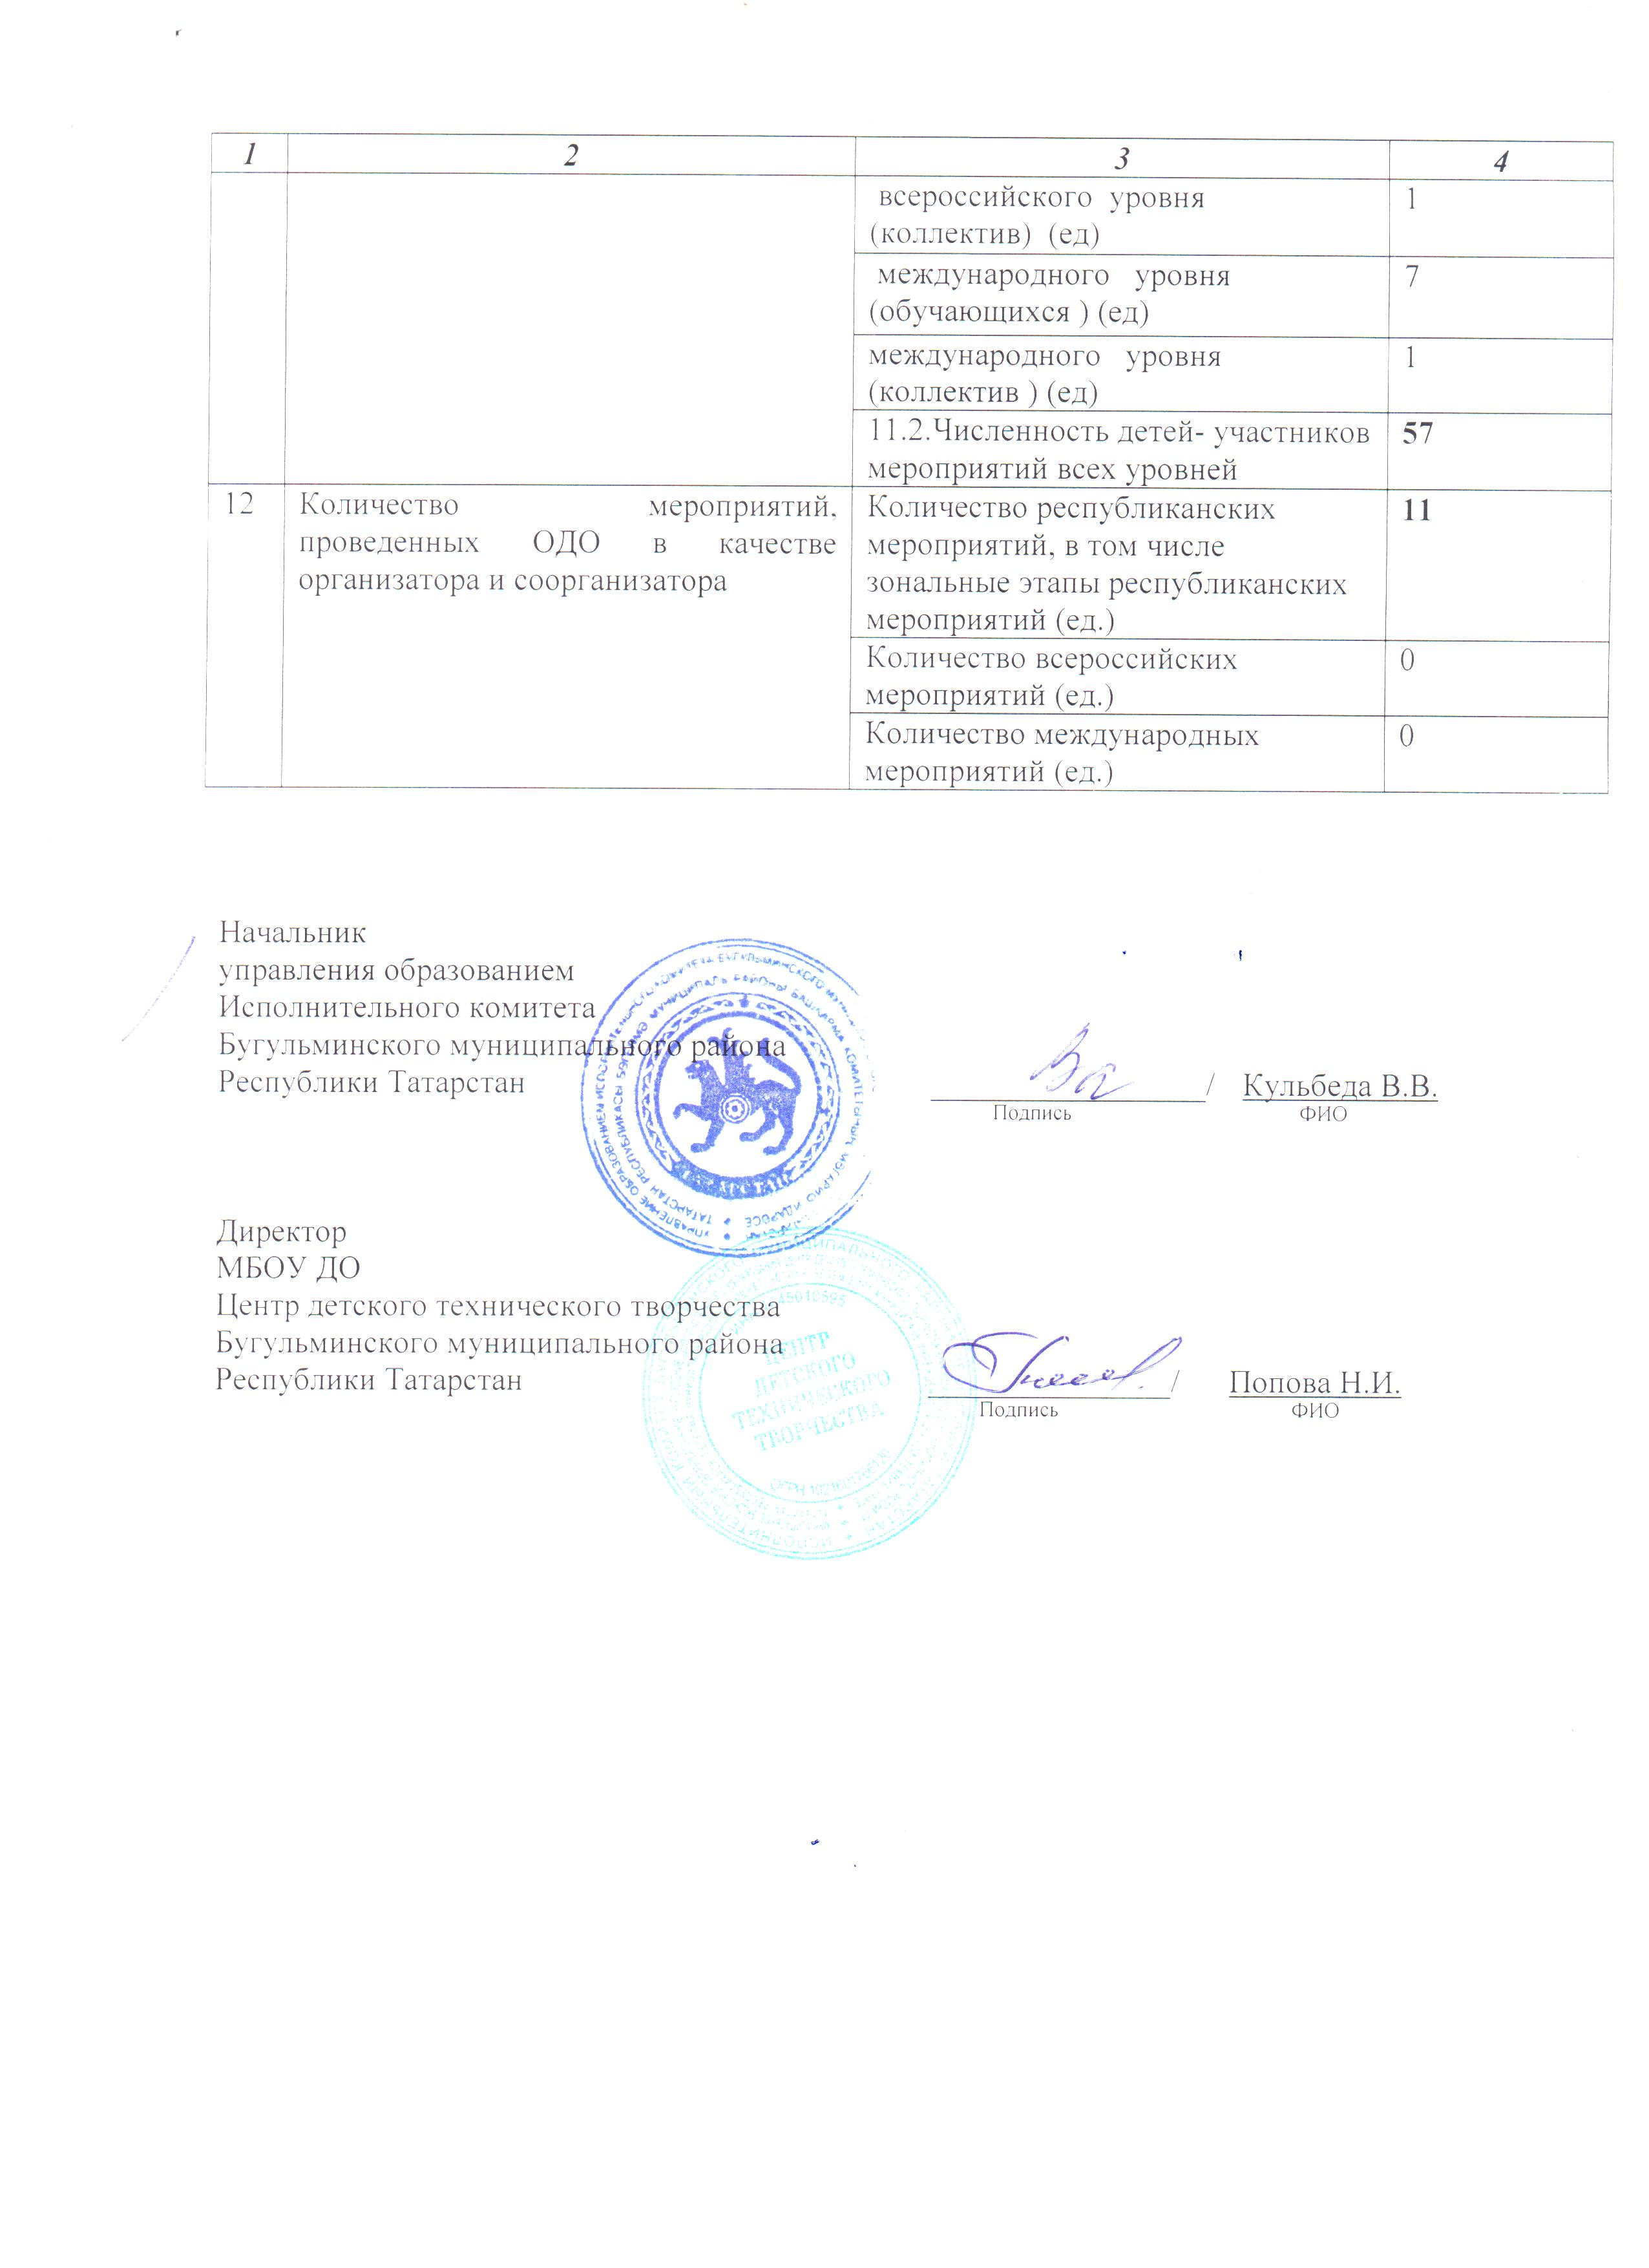 1 2 3 4
всероссийского уровня 1
(коллектив) (ед)
международного уровня 7
(обучающихся ) (ед)
международного уровня 1
(коллектив ) (ед)
11.2.Численность детей- участников 57
мероприятий всех уровней
12 Количество мероприятий, Количество республиканских 11
проведенных ОДО в качестве мероприятий, в том числе
организатора и соорганизатора зональные этапы республиканских
мероприятий (ед.)
Количество всероссийских 0
мероприятий (ед.)
Количество международных 0
мероприятий (ед.)
Начальник
управления образованием
Исполнительного комитета
Бугульминского муниципального района
Республики Татарстан / Кульбеда В.В.
Подпись ФИО
Директор
МБОУ ДО
Центр детского технического творчества
Бугульминского муниципального района
Республики Татарстан / Попова Н.И.
Подпись ФИО
ЦЕНТР
ДЕТСКОГО
ТЕХНИЧЕСКОГО
ТВОРЧЕСТВА